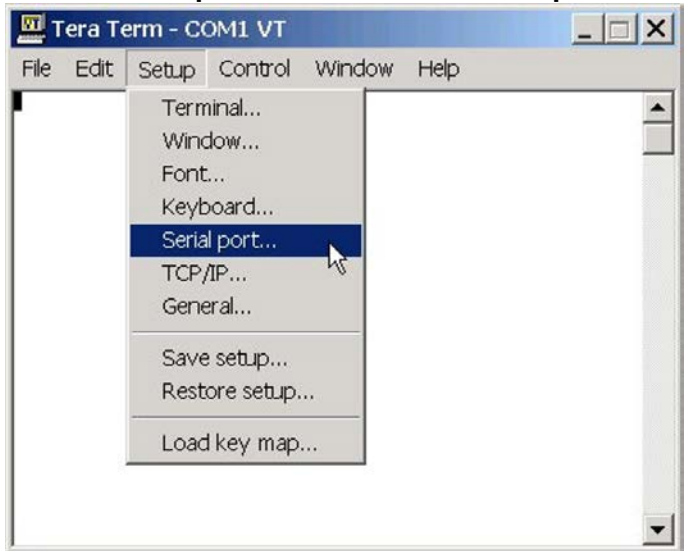 Tera Term - COM1 VT
File Edit Setup Control Window Help
Terminal...
Window...
Font...
Keyboard...
Serial port...
TCP/IP...
General...
Save setup...
Restore setup...
Load key map...